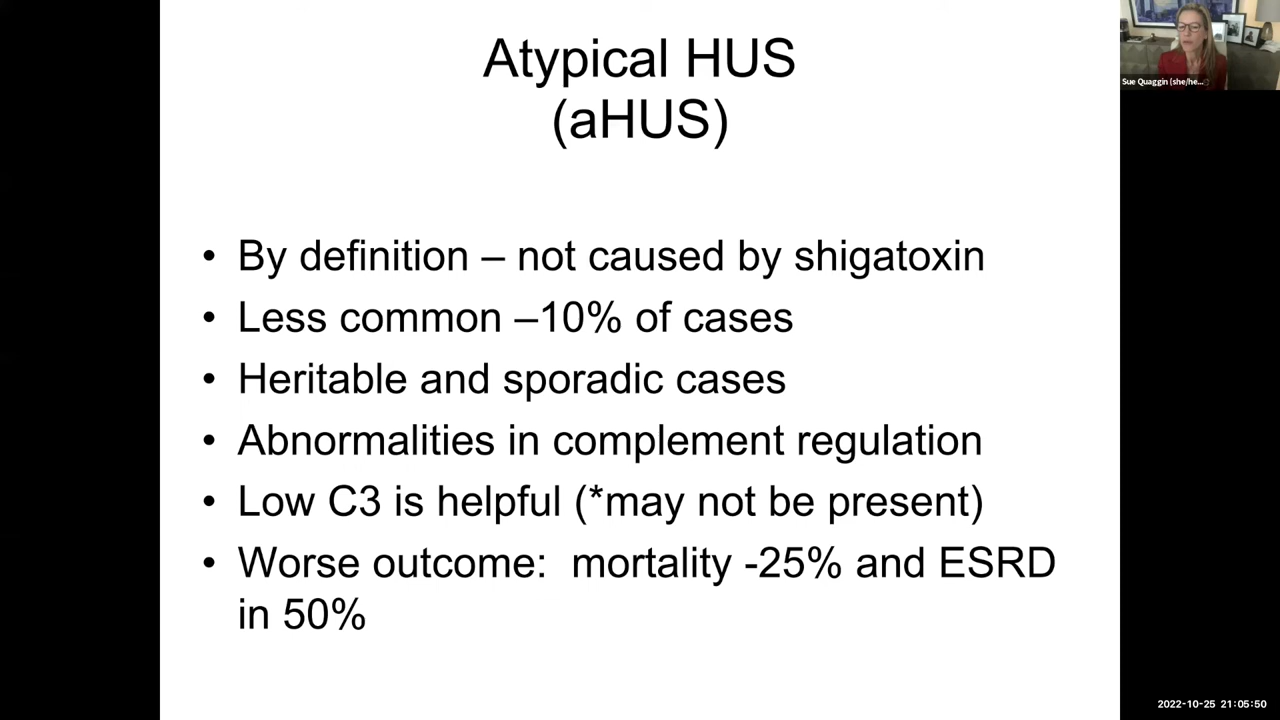 Atypical HUS
(aHUS)
Sue Quaggin (she/he...
• By definition – not caused by shigatoxin
• Less common –10% of cases
• Heritable and sporadic cases
• Abnormalities in complement regulation
• Low C3 is helpful (*may not be present)
• Worse outcome:  mortality -25% and ESRD
in 50%
2022-10-25 21:05:50